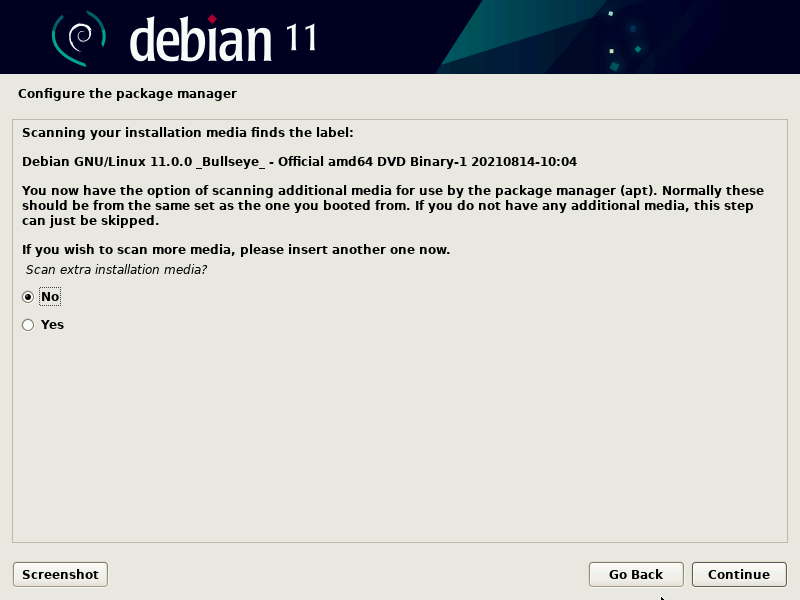 debian 11
Configure the package manager
Scanning your installation media finds the label:
Debian GNU/Linux 11.0.0 _Bullseye_ - Official amd64 DVD Binary-1 20210814-10:04
You now have the option of scanning additional media for use by the package manager (apt). Normally these
should be from the same set as the one you booted from. If you do not have any additional media, this step
can just be skipped.
If you wish to scan more media, please insert another one now.
Scan extra installation media?
No
Yes
Screenshot
Go Back
Continue